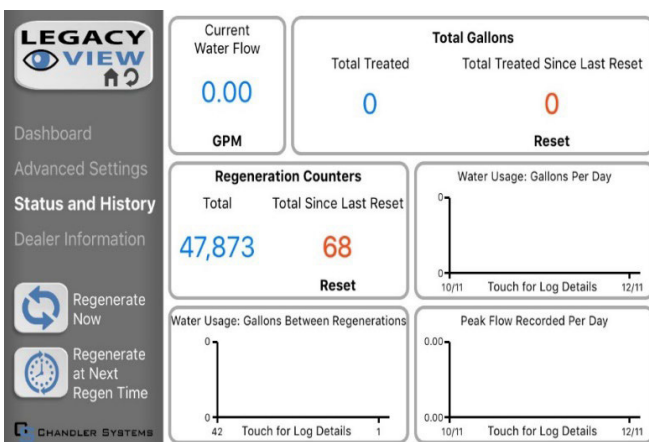 LEGACY
VIEW
Dashboard
Advanced Settings
Status and History
Dealer Information
Regenerate
Now
Regenerate
at Next
Regen Time
CHANDLER SYSTEMS
Current
Water Flow
0.00
GPM
Total Gallons
Total Treated
Total Treated Since Last Reset
0
0
Reset
Regeneration Counters
Total
Total Since Last Reset
47,873
68
Reset
Water Usage: Gallons Per Day
0
0
10/11
Touch for Log Details
12/11
Water Usage: Gallons Between Regenerations
0
0
42
Touch for Log Details
1
Peak Flow Recorded Per Day
0.00
0.00
10/11
Touch for Log Details
12/11